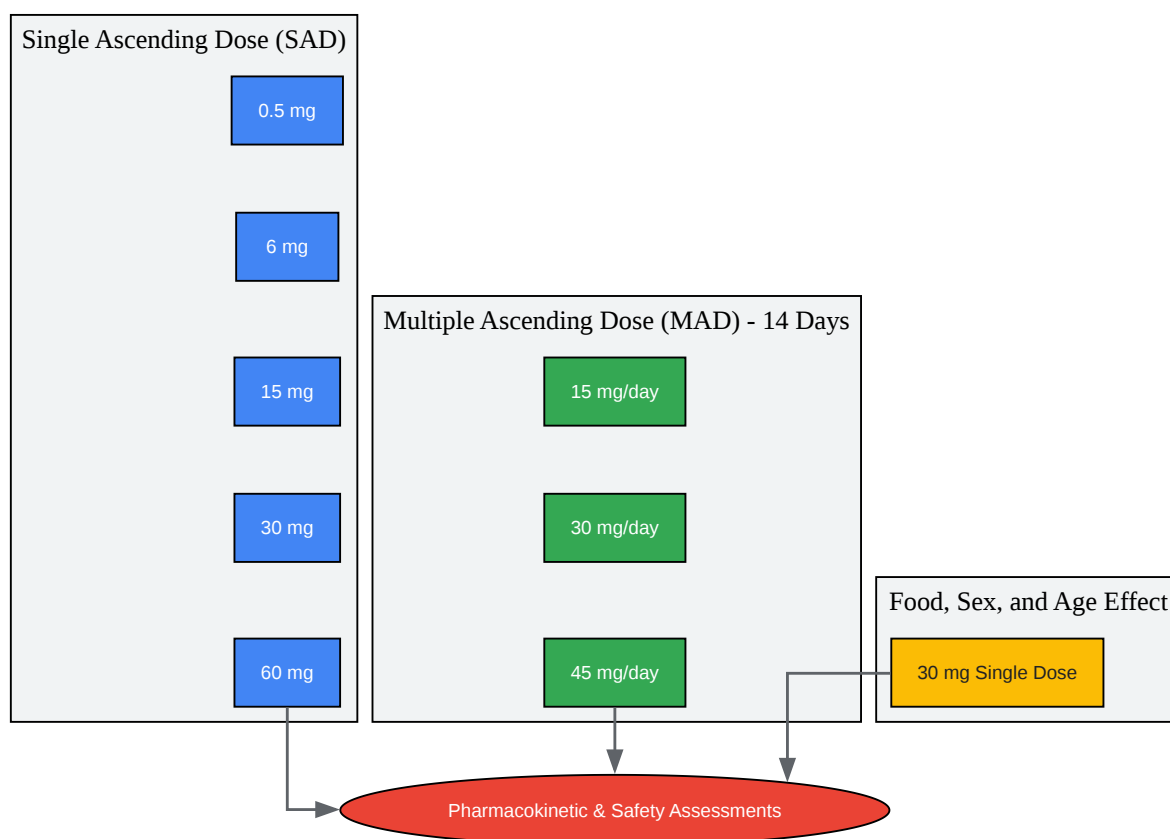 Single Ascending Dose (SAD)
0.5 mg
6 mg
15 mg
30 mg
60 mg
Multiple Ascending Dose (MAD) - 14 Days
15 mg/day
30 mg/day
45 mg/day
Food, Sex, and Age Effect
30 mg Single Dose
Pharmacokinetic & Safety Assessments